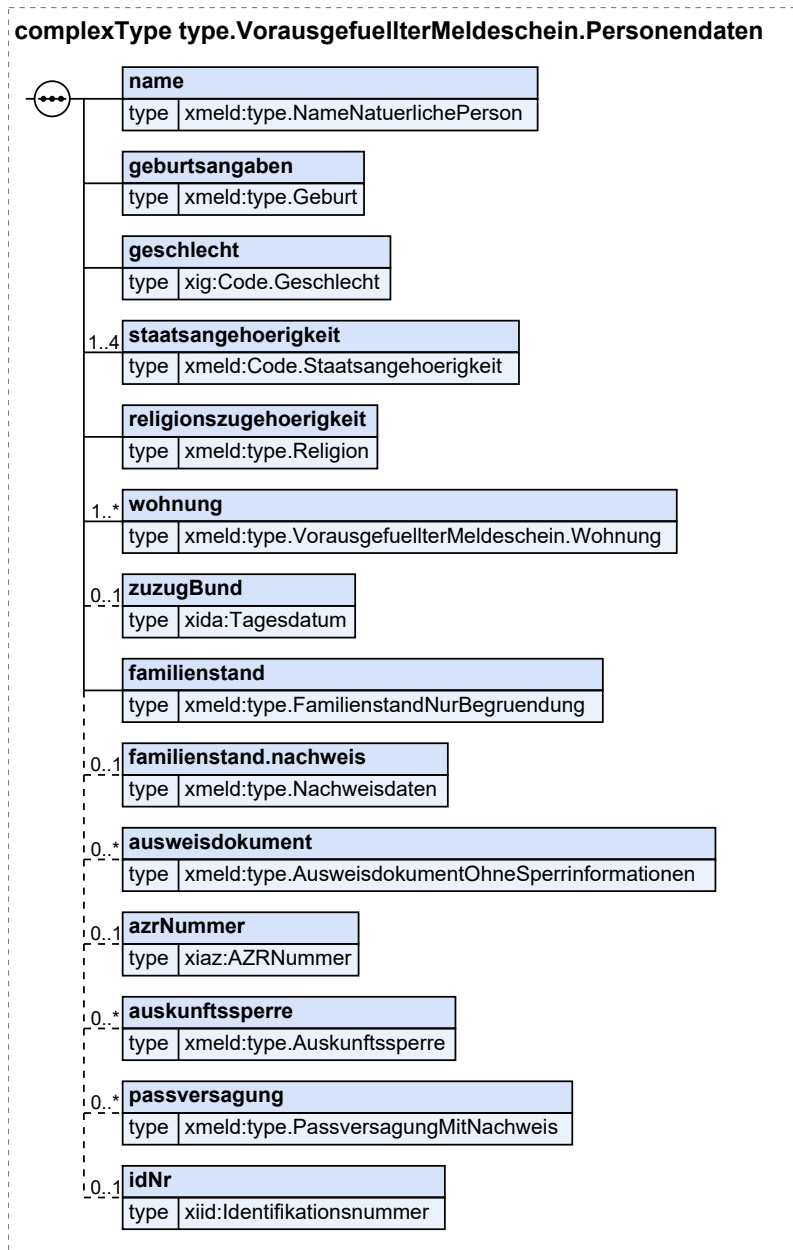 complexType type.VorausgefuellterMeldeschein.Personendaten
name
type xmeld:type.NameNatuerlichePerson
geburtsangaben
type xmeld:type.Geburt
geschlecht
type xig:Code.Geschlecht
1..4 staatsangehoerigkeit
type xmeld:Code.Staatsangehoerigkeit
religionszugehoerigkeit
type xmeld:type.Religion
1..* wohnung
type xmeld:type.VorausgefuellterMeldeschein.Wohnung
0..1 zuzugBund
type xida:Tagesdatum
familienstand
type xmeld:type.FamilienstandNurBegruendung
0..1 familienstand.nachweis
type xmeld:type.Nachweisdaten
0..* ausweisdokument
type xmeld:type.AusweisdokumentOhneSperrinformationen
0..1 azrNummer
type xiaz:AZRNummer
0..* auskunftssperre
type xmeld:type.Auskunftssperre
0..* passversagung
type xmeld:type.PassversagungMitNachweis
0..1 idNr
type xiid:Identifikationsnummer